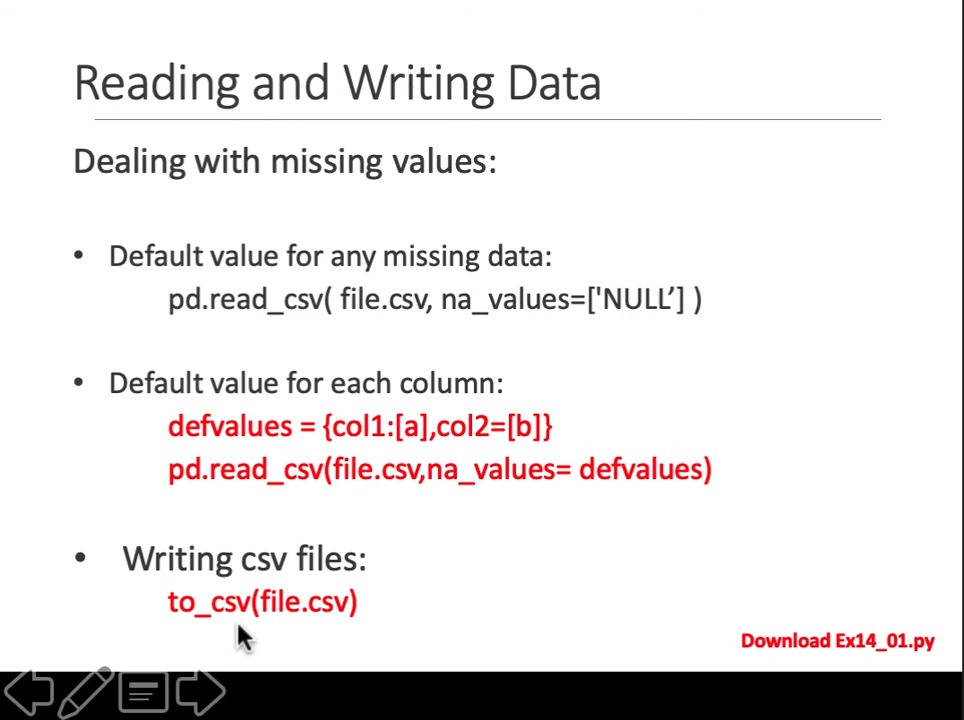 Reading and Writing Data
Dealing with missing values:
• Default value for any missing data:
pd.read_csv( file.csv, na_values=['NULL’] )
• Default value for each column:
defvalues = {col1:[a],col2=[b]}
pd.read_csv(file.csv,na_values= defvalues)
• Writing csv files:
to_csv(file.csv)
Download Ex14_01.py